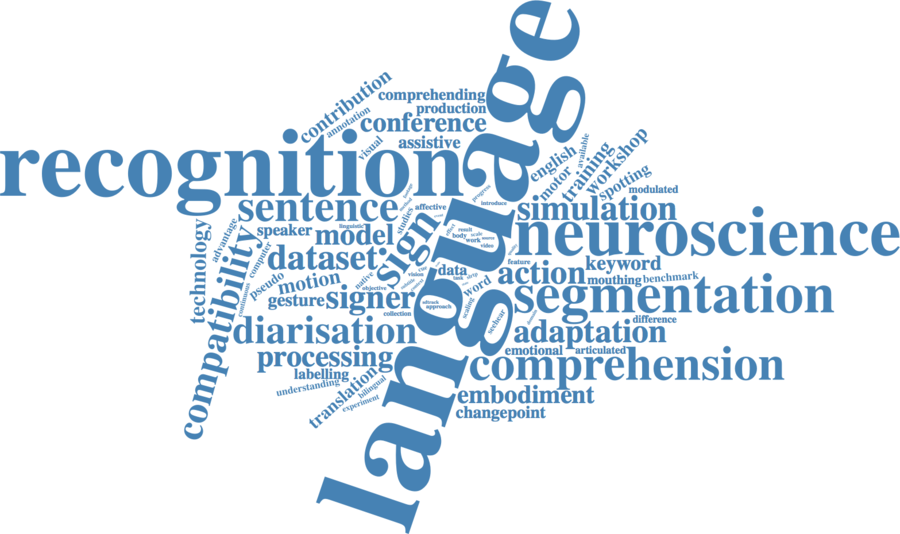 language
recognition
neuroscience
segmentation
comprehension
compatibility
sign
sentence
diarisation
simulation
dataset
signer
adaptation
processing
action
model
conference
embodiment
contribution
comprehending
production
annotation
visual
assistive
english
available
training
workshop
motor
spotting
modulated
progress
introduce
affective
studies
linguistic
speaker
technology
advantage
computer
continuous
pseudo
motion
gesture
native
objective
collection
vision
data
task
word
scaling
approach
result
body
scale
work
video
effect
feature
keyword
mouthing
benchmark
seehear
difference
emotional
articulated
changepoint
labelling
understanding
translation
bilingual
experiment